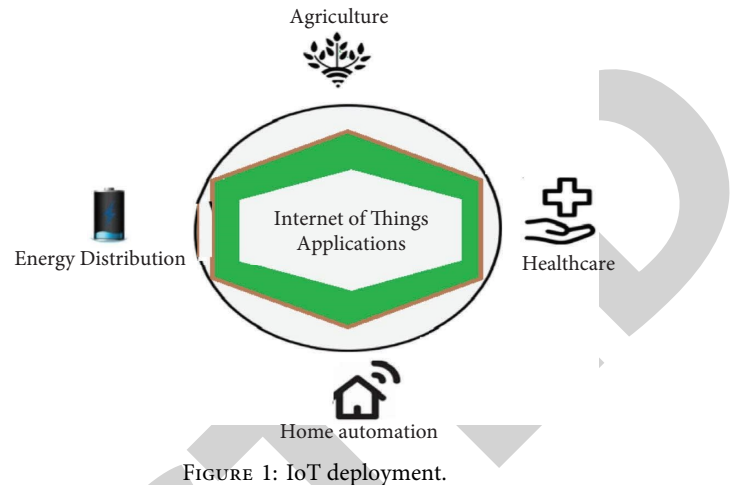 Agriculture
Internet of Things
Applications
Energy Distribution
Healthcare
Home automation
FIGURE 1: IoT deployment.